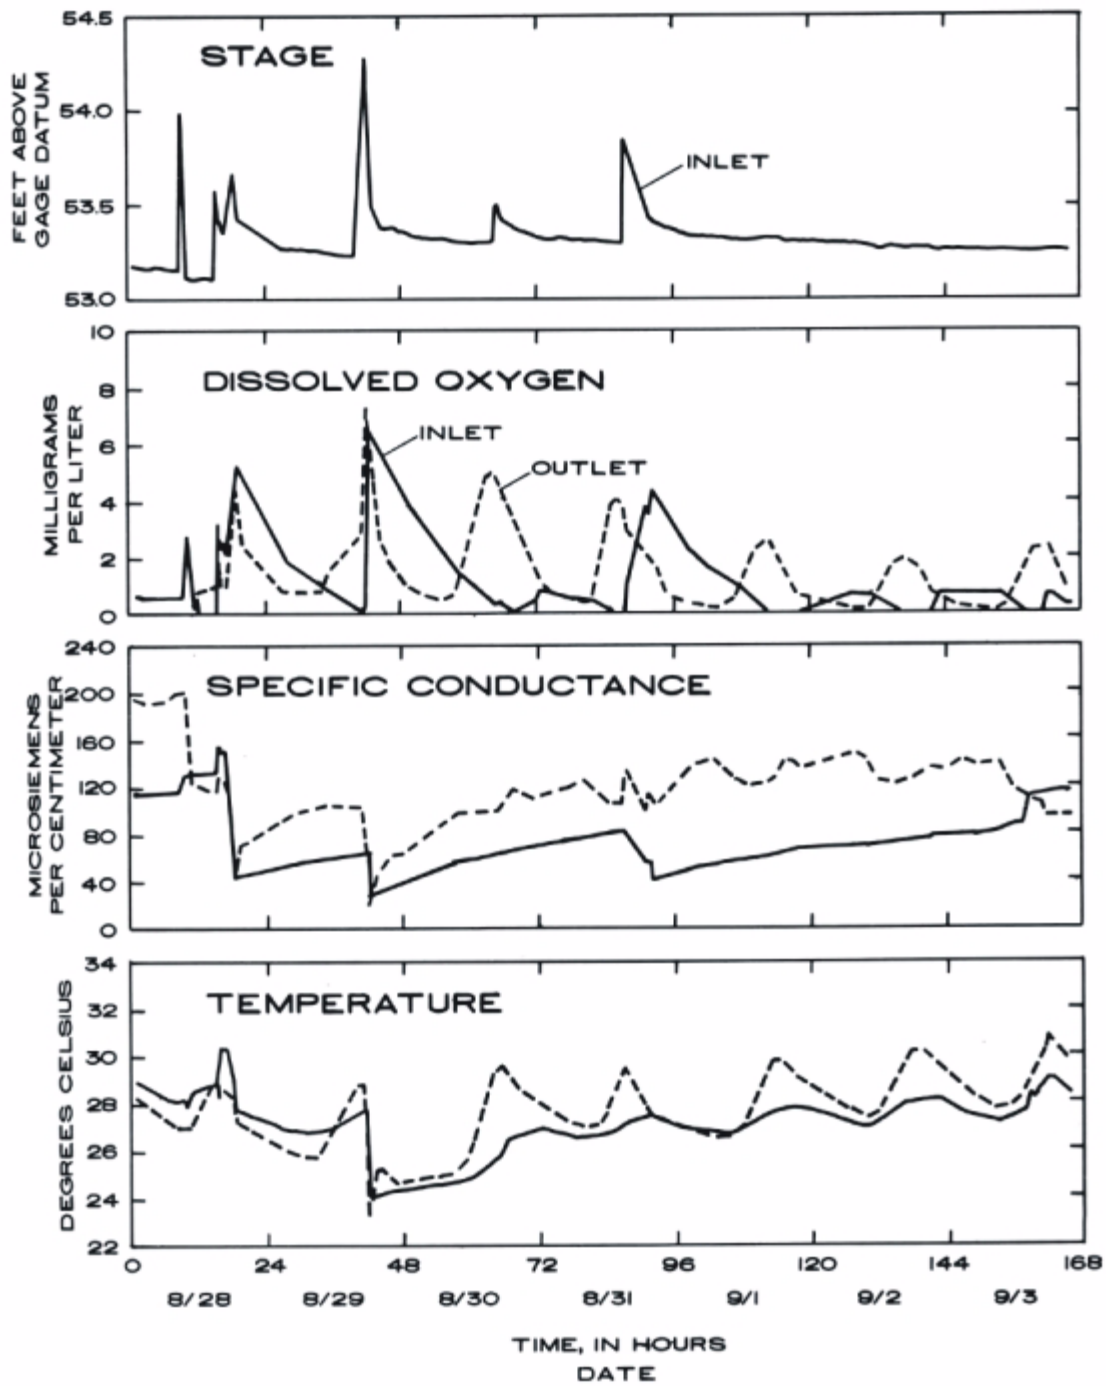 FEET ABOVE
GAGE DATUM
54.5
54.0
53.5
53.0
STAGE
INLET
MILLIGRAMS
PER LITER
10
8
6
4
2
0
DISSOLVED OXYGEN
INLET
OUTLET
MICROSIEMENS
PER CENTIMETER
240
200
160
120
80
40
0
SPECIFIC CONDUCTANCE
DEGREES CELSIUS
34
32
30
28
26
24
22
TEMPERATURE
0 24 48 72 96 120 144 168
8/28 8/29 8/30 8/31 9/1 9/2 9/3
TIME, IN HOURS
DATE